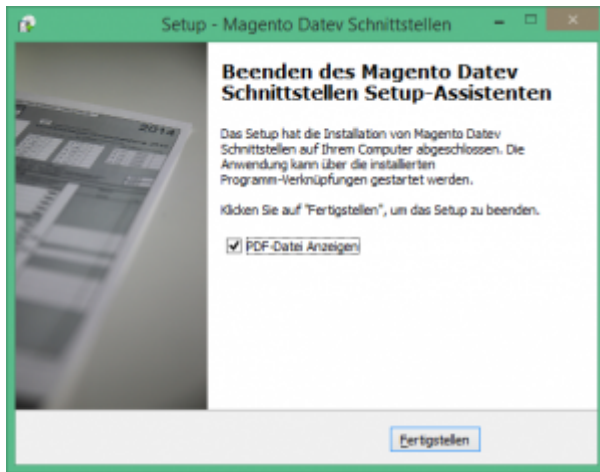 Setup - Magento Datev Schnittstellen
2014
Beenden des Magento Datev
Schnittstellen Setup-Assistenten
Das Setup hat die Installation von Magento Datev
Schnittstellen auf Ihrem Computer abgeschlossen. Die
Anwendung kann über die installierten
Programm-Verknüpfungen gestartet werden.
Klicken Sie auf "Fertigstellen", um das Setup zu beenden.
PDF-Datei Anzeigen
Fertigstellen